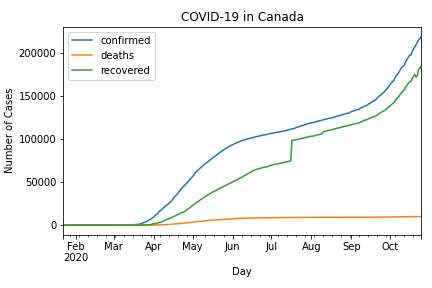 COVID-19 in Canada
confirmed
deaths
recovered
Number of Cases
200000
150000
100000
50000
0
Feb Mar Apr May Jun Jul Aug Sep Oct
2020
Day